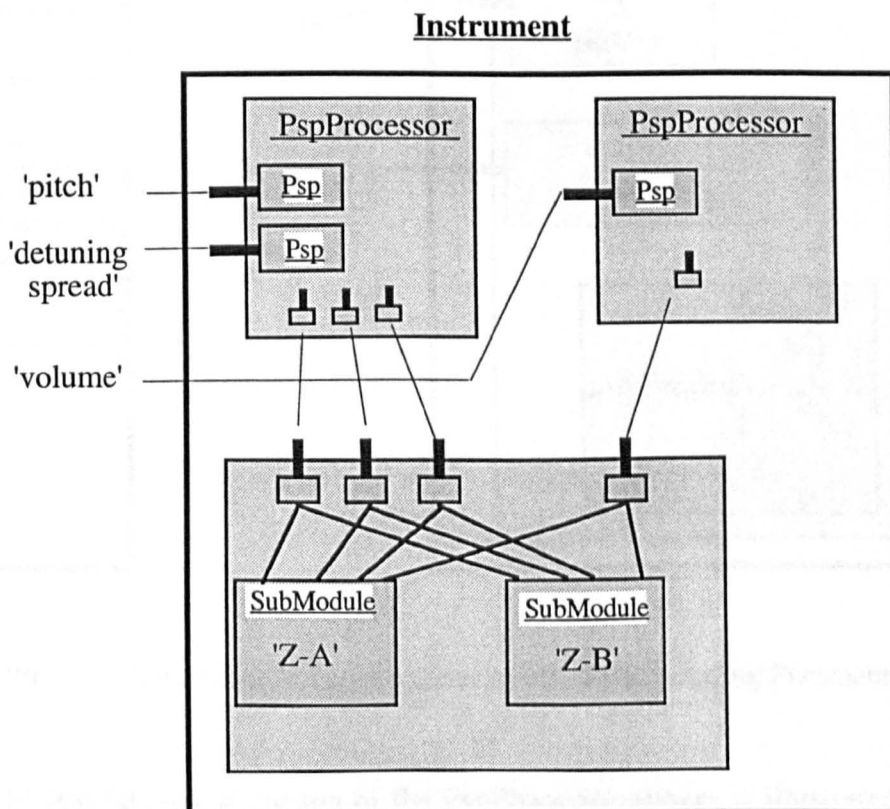 Instrument
PspProcessor
PspProcessor
'pitch'
Psp
Psp
'detuning
spread'
Psp
'volume'
SubModule
SubModule
'Z-A'
'Z-B'